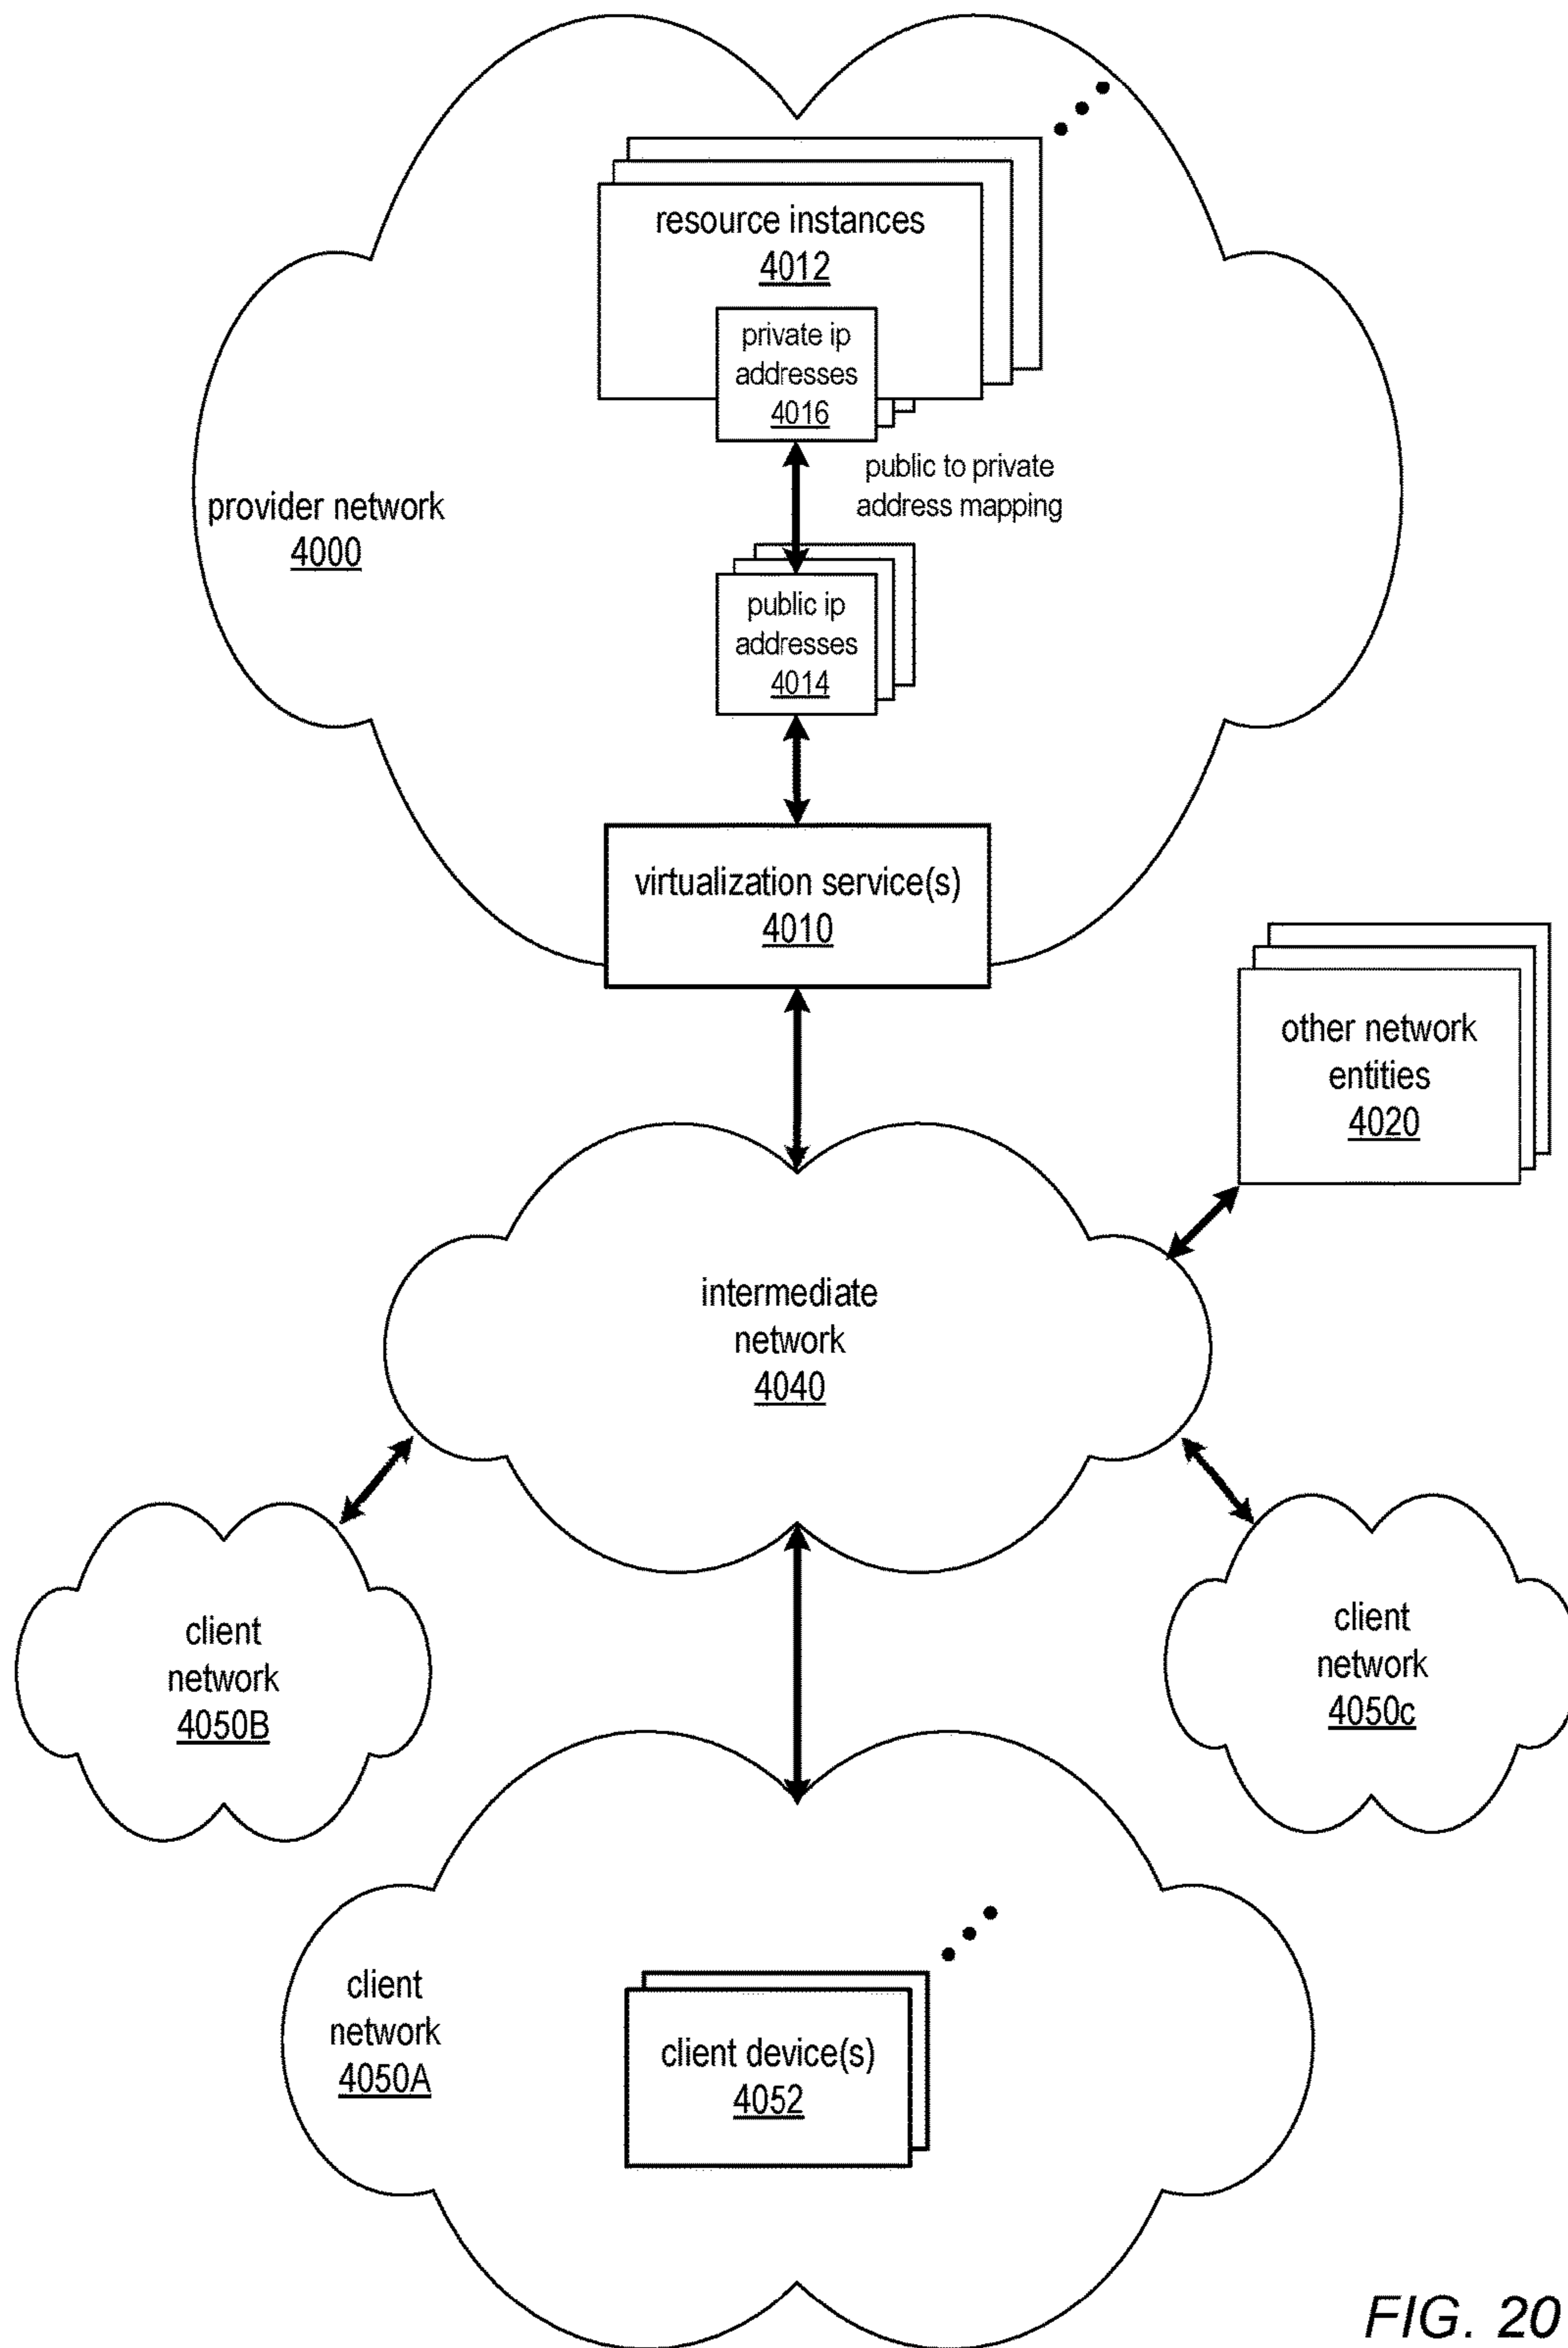 resource instances
4012
private ip
addresses
4016
public to private
address mapping
provider network
4000
public ip
addresses
4014
virtualization service(s)
4010
other network
entities
4020
intermediate
network
4040
client
network
4050B
client
network
4050c
client
network
4050A
client device(s)
4052
FIG. 20